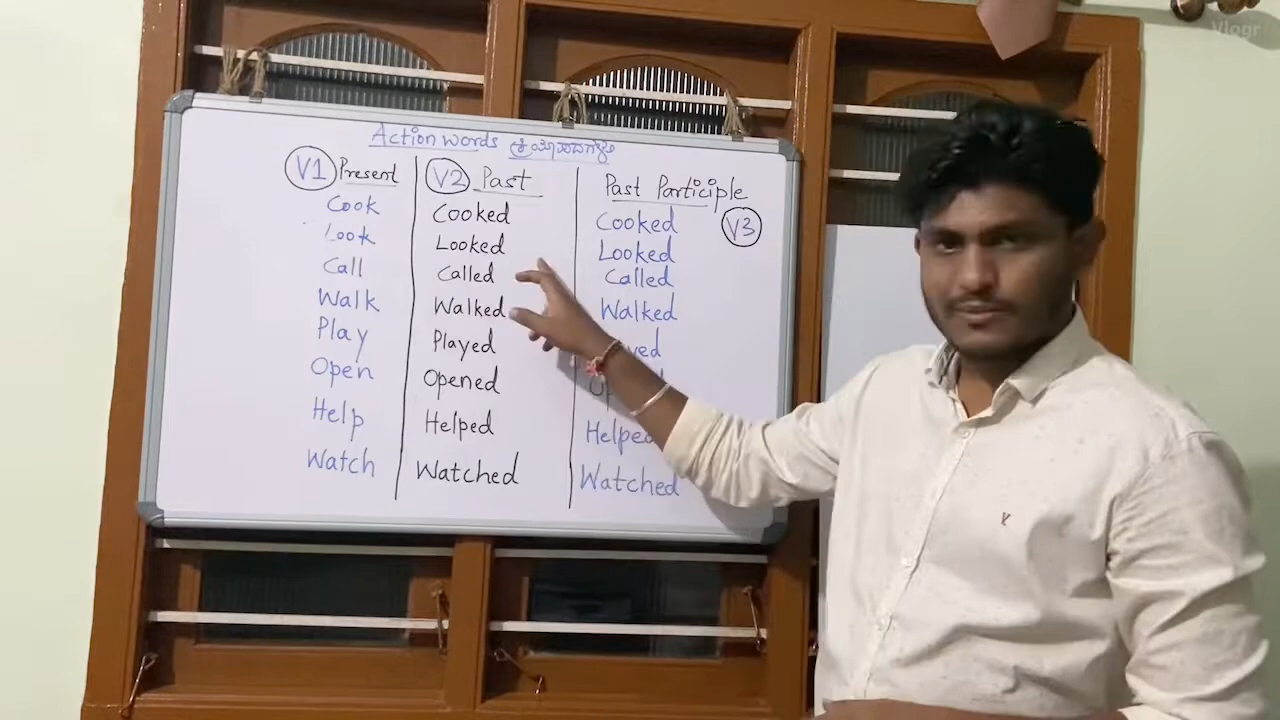 Action words ಕ್ರಿಯಾಪದಗಳು
V1 Present V2 Past Past Participle V3
Cook Cooked Cooked
Look Looked Looked
Call Called Called
Walk Walked Walked
Play Played
Open Opened
Help Helped Helped
Watch Watched Watched
Vlogr